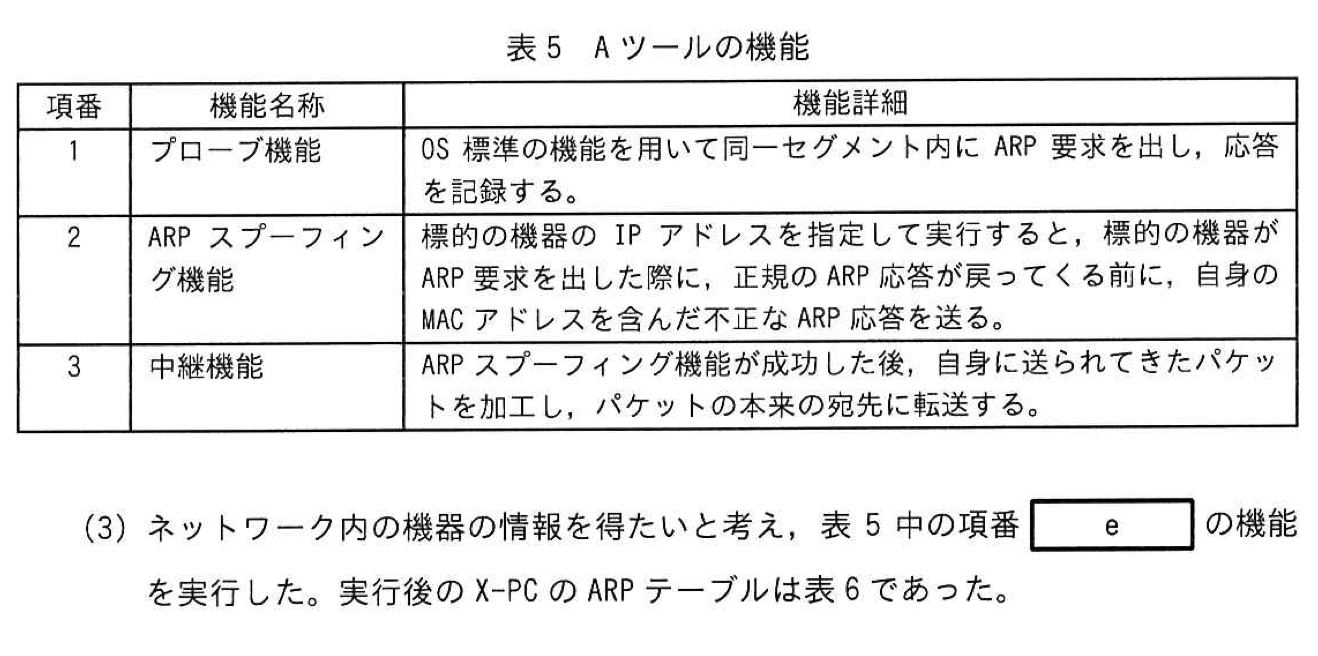 表5 Aツールの機能
項番 機能名称 機能詳細
1 プローブ機能 OS 標準の機能を用いて同一セグメント内に ARP 要求を出し，応答
を記録する。
2 ARP スプーフィン 標的の機器の IP アドレスを指定して実行すると，標的の機器が
グ機能 ARP 要求を出した際に，正規の ARP 応答が戻ってくる前に，自身の
MAC アドレスを含んだ不正な ARP 応答を送る。
3 中継機能 ARP スプーフィング機能が成功した後，自身に送られてきたパケッ
トを加工し，パケットの本来の宛先に転送する。
(3) ネットワーク内の機器の情報を得たいと考え，表 5 中の項番 e の機能
を実行した。実行後の X-PC の ARP テーブルは表 6 であった。